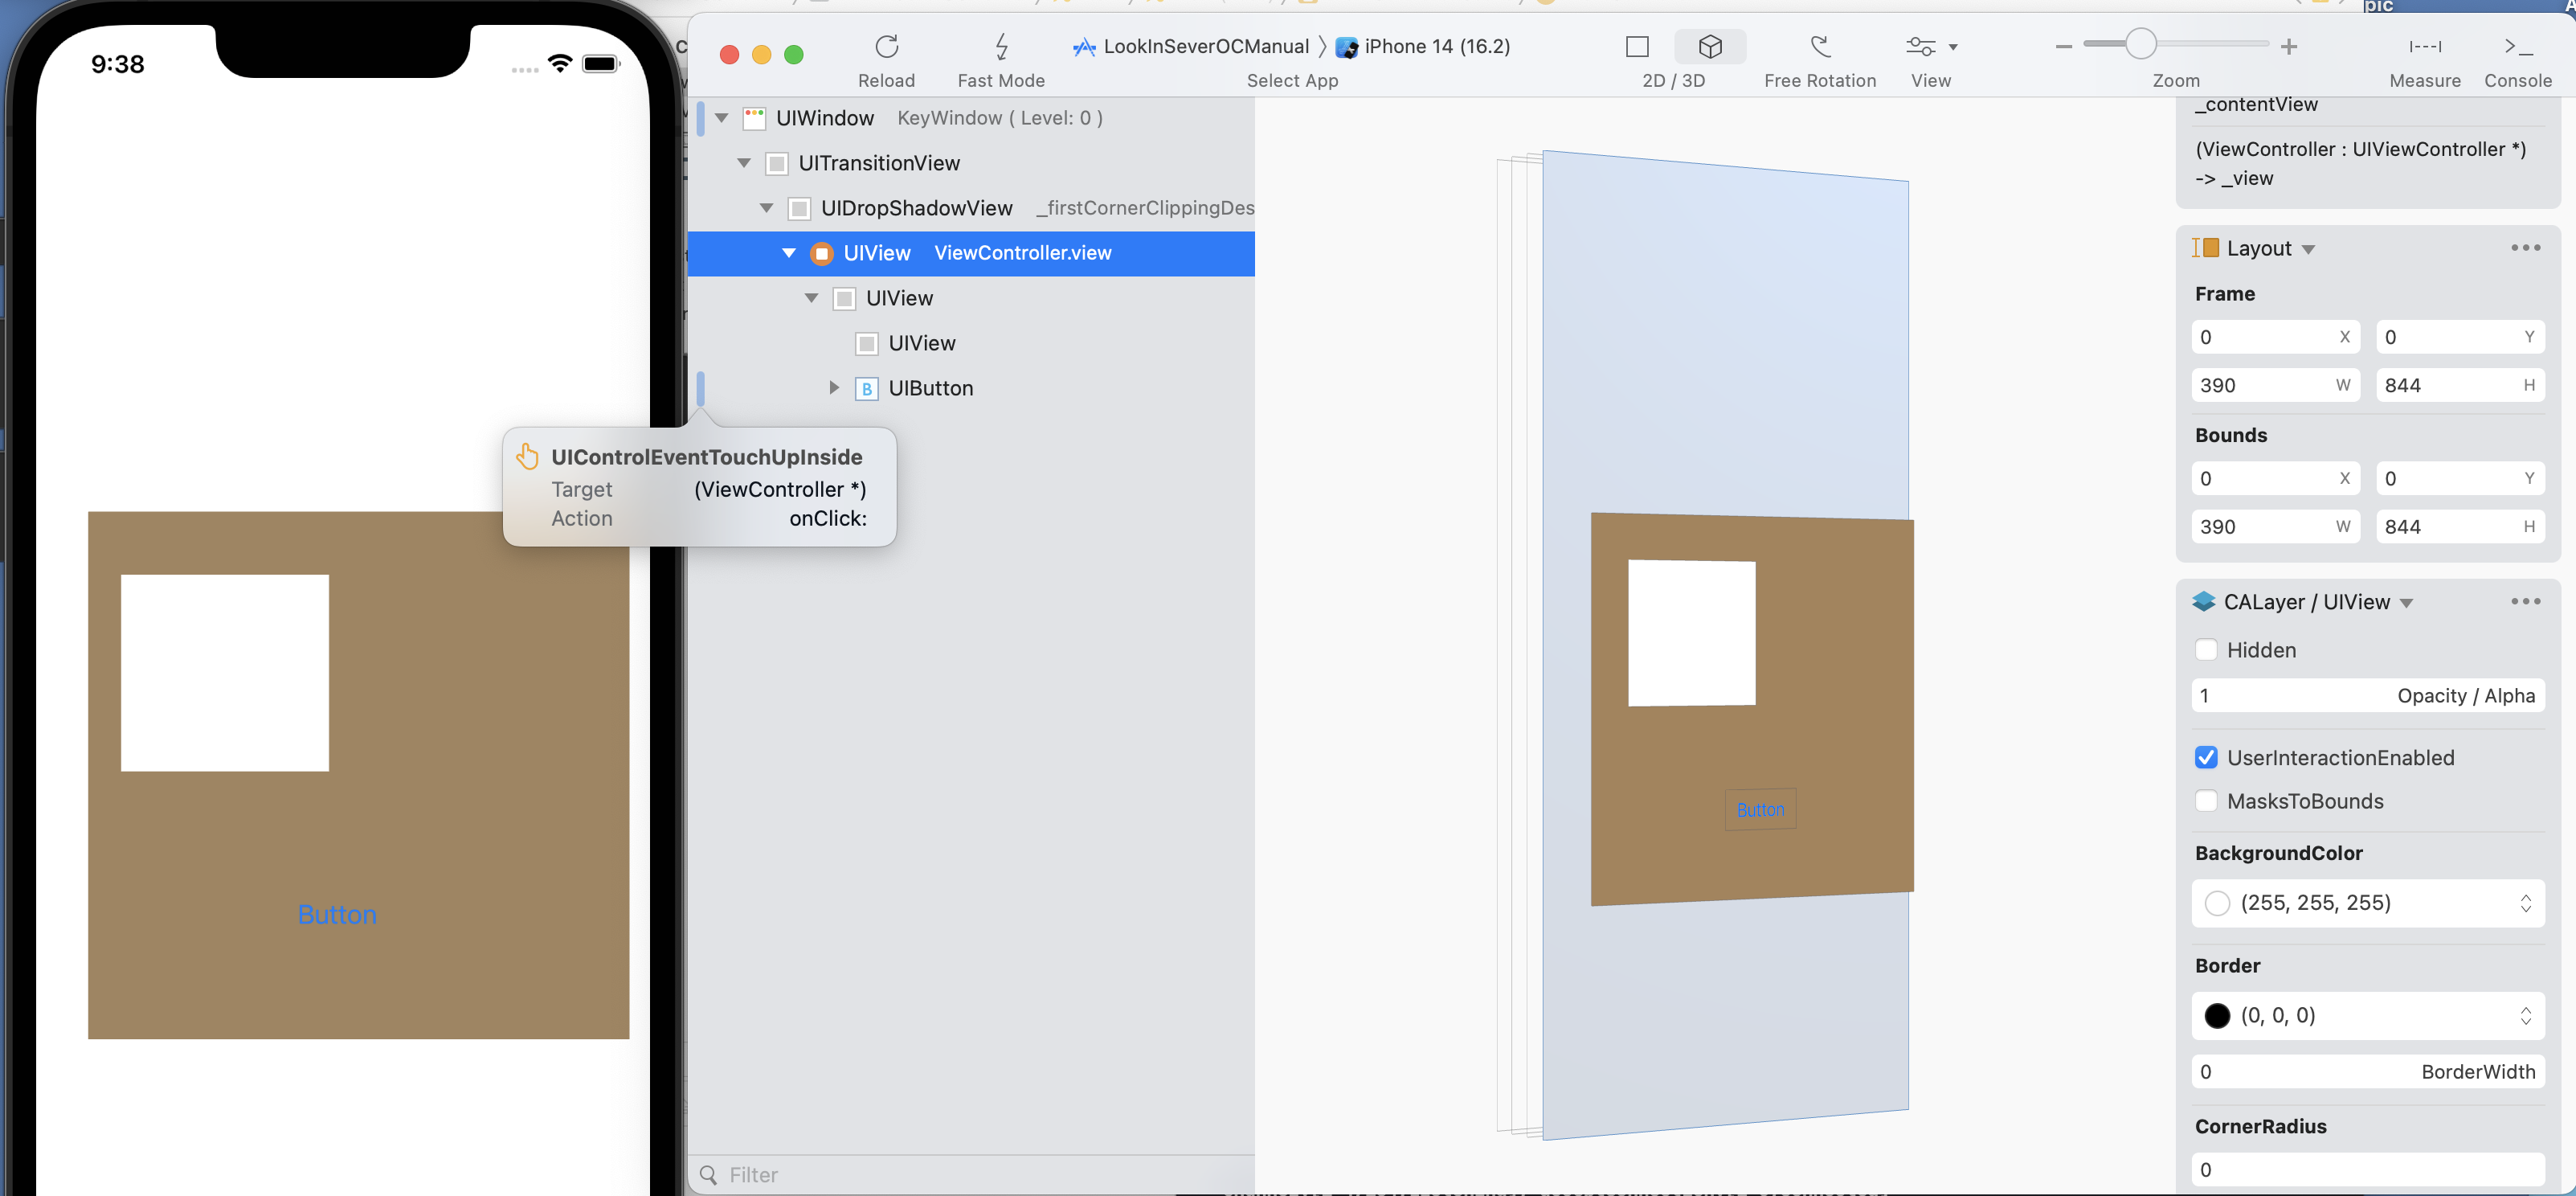 pic
9:38
Button
Reload
Fast Mode
LookInSeverOCManual 〉 iPhone 14 (16.2)
Select App
2D / 3D
Free Rotation
View
Zoom
Measure
Console
UIWindow KeyWindow ( Level: 0 )
UITransitionView
UIDropShadowView _firstCornerClippingDes
UIView ViewController.view
UIView
UIView
B UIButton
UIControlEventTouchUpInside
Target (ViewController *)
Action onClick:
Filter
Button
_contentView
(ViewController : UIViewController *)
-> _view
Layout
Frame
0 X 0 Y
390 W 844 H
Bounds
0 X 0 Y
390 W 844 H
CALayer / UIView
Hidden
1 Opacity / Alpha
UserInteractionEnabled
MasksToBounds
BackgroundColor
(255, 255, 255)
Border
(0, 0, 0)
0 BorderWidth
CornerRadius
0